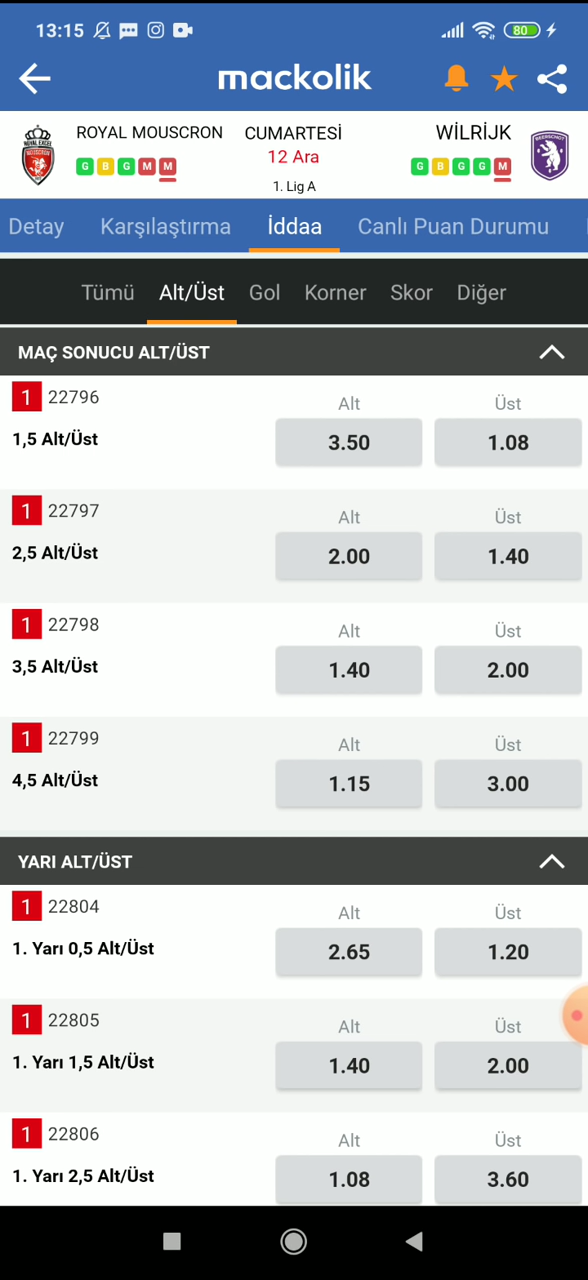 13:15 80
mackolik
ROYAL MOUSCRON CUMARTESİ WİLRİJK
G B G M M 12 Ara G B G G M
1. Lig A
Detay Karşılaştırma İddaa Canlı Puan Durumu
Tümü Alt/Üst Gol Korner Skor Diğer
MAÇ SONUCU ALT/ÜST
1 22796 Alt Üst
1,5 Alt/Üst 3.50 1.08
1 22797 Alt Üst
2,5 Alt/Üst 2.00 1.40
1 22798 Alt Üst
3,5 Alt/Üst 1.40 2.00
1 22799 Alt Üst
4,5 Alt/Üst 1.15 3.00
YARI ALT/ÜST
1 22804 Alt Üst
1. Yarı 0,5 Alt/Üst 2.65 1.20
1 22805 Alt Üst
1. Yarı 1,5 Alt/Üst 1.40 2.00
1 22806 Alt Üst
1. Yarı 2,5 Alt/Üst 1.08 3.60